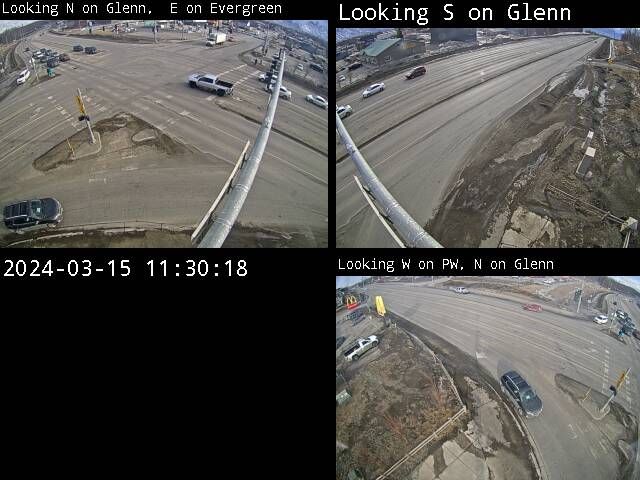 Looking N on Glenn,  E on Evergreen
Looking S on Glenn
2024-03-15 11:30:18
Looking W on PW, N on Glenn